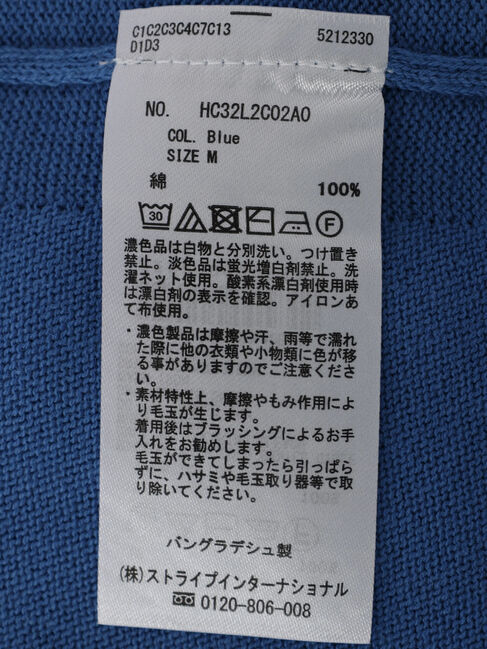 C1C2C3C4C7C13
D1D3
5212330
NO. HC32L2C02A0
COL. Blue
SIZE M
綿 100%
30 F
濃色品は白物と分別洗い。つけ置き
禁止。淡色品は蛍光増白剤禁止。洗
濯ネット使用。酸素系漂白剤使用時
は漂白剤の表示を確認。アイロンあ
て布使用。
・濃色製品は摩擦や汗、雨等で濡れ
た際に他の衣類や小物類に色が移
る事がありますのでご注意くださ
い。
・素材特性上、摩擦やもみ作用によ
り毛玉が生じます。
着用後はブラッシングによるお手
入れをお勧めします。
毛玉ができてしまったら引っぱら
ずに、ハサミや毛玉取り器等で取
り除いてください。
バングラデシュ製
(株)ストライプインターナショナル
0120-806-008